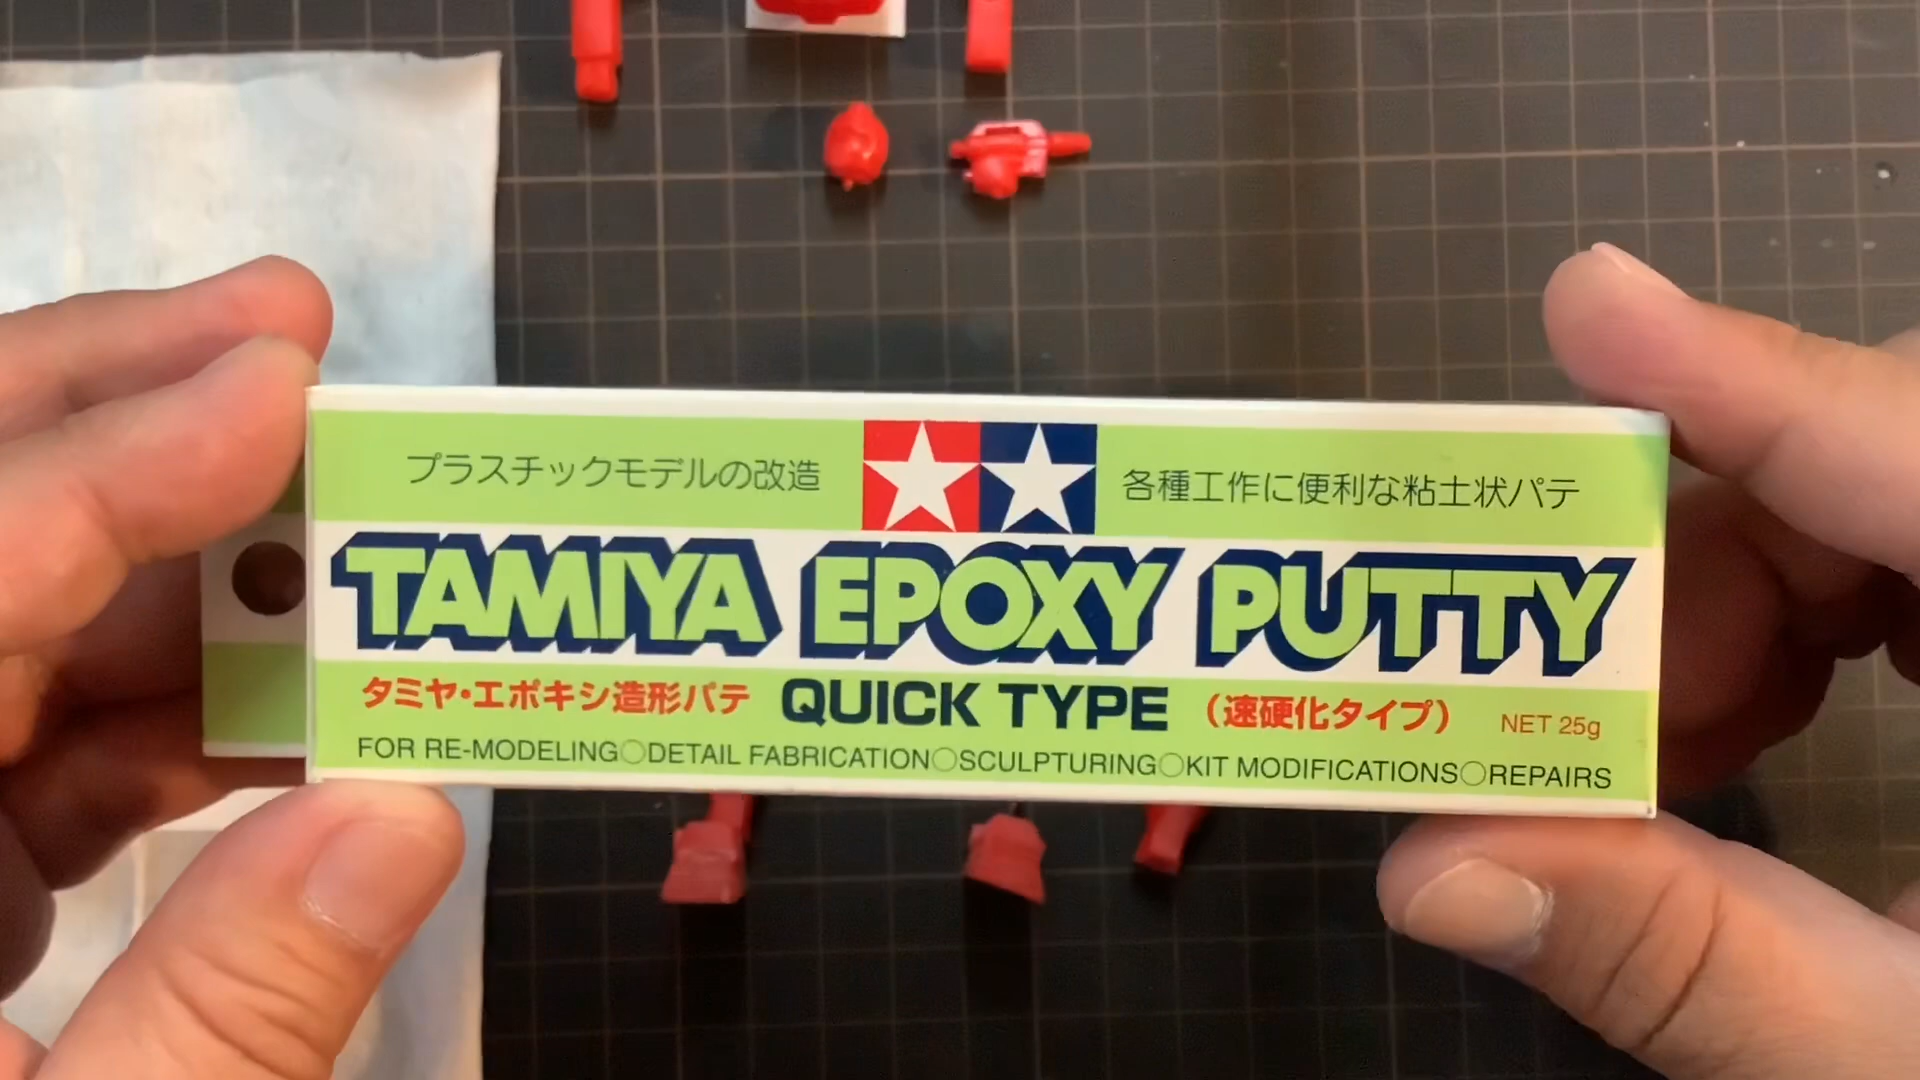 プラスチックモデルの改造 各種工作に便利な粘土状パテ
TAMIYA EPOXY PUTTY
タミヤ・エポキシ造形パテ QUICK TYPE （速硬化タイプ） NET 25g
FOR RE-MODELING○DETAIL FABRICATION○SCULPTURING○KIT MODIFICATIONS○REPAIRS